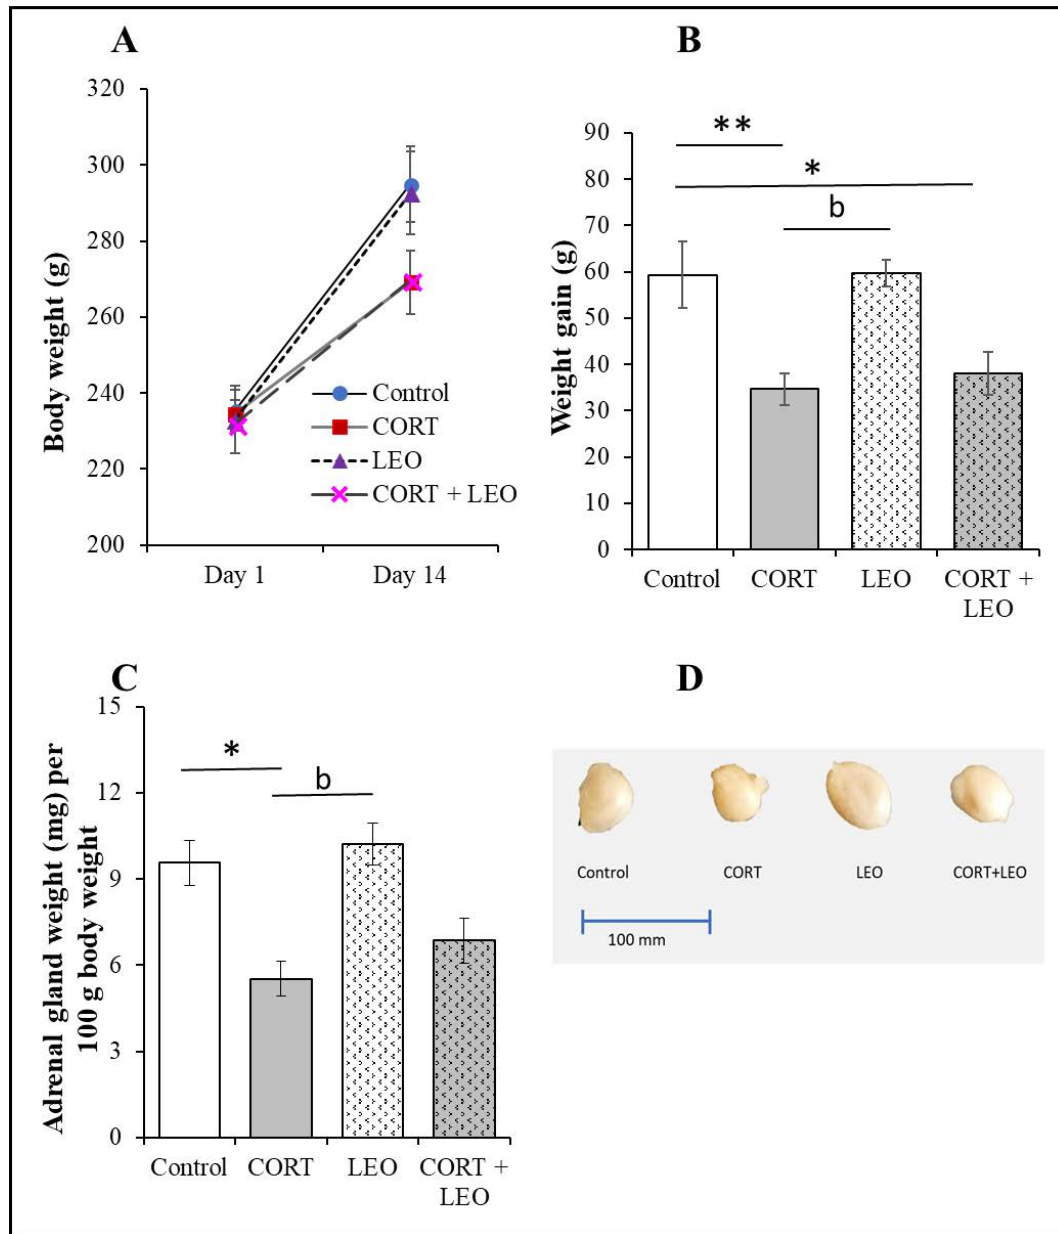 A
Body weight (g)
320
300
280
260
240
220
200
Day 1
Day 14
Control
CORT
LEO
CORT + LEO
B
Weight gain (g)
90
80
70
60
50
40
30
20
10
0
**
*
b
Control
CORT
LEO
CORT +
LEO
C
Adrenal gland weight (mg) per
100 g body weight
15
12
9
6
3
0
*
b
Control
CORT
LEO
CORT +
LEO
D
Control
CORT
LEO
CORT+LEO
100 mm